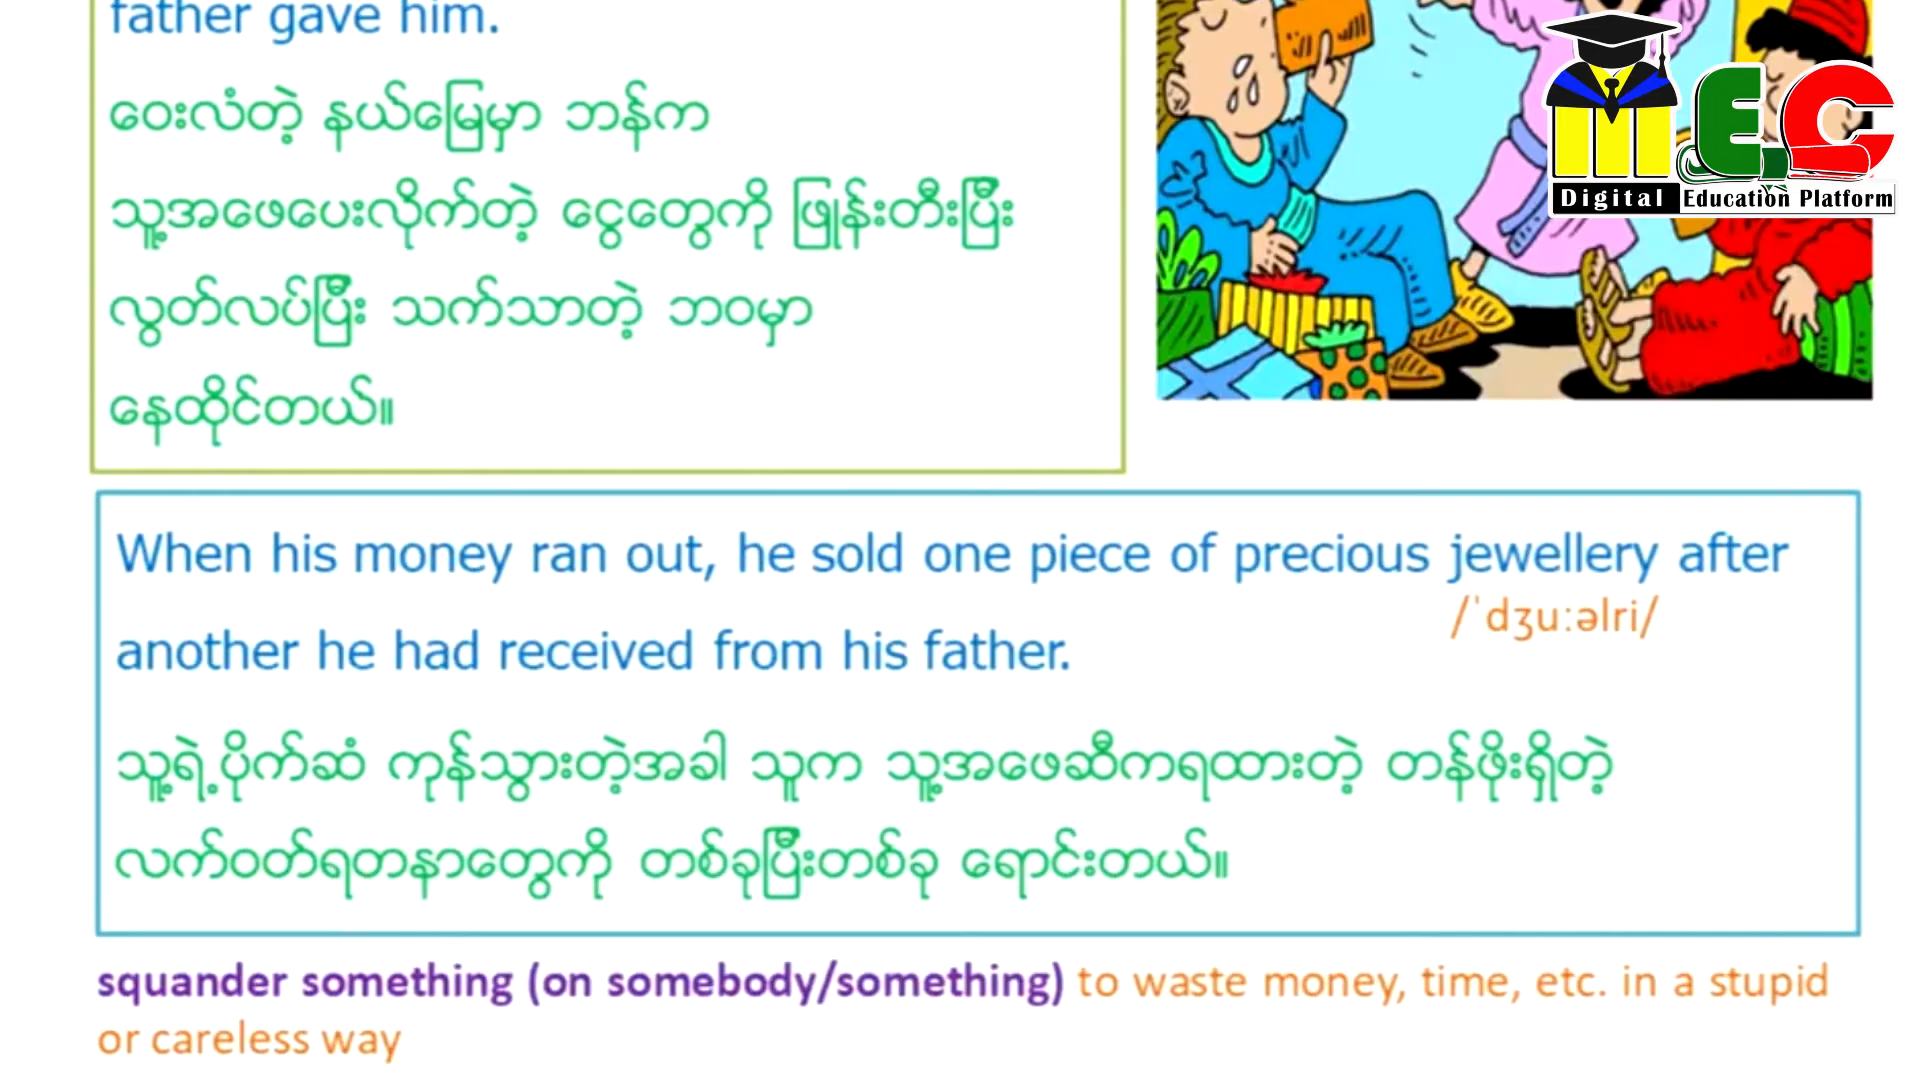 father gave him.
ဝေးလံတဲ့ နယ်မြေမှာ ဘန်က
သူ့အဖေပေးလိုက်တဲ့ ငွေတွေကို ဖြုန်းတီးပြီး
လွတ်လပ်ပြီး သက်သာတဲ့ ဘဝမှာ
နေထိုင်တယ်။
MEC
Digital Education Platform
When his money ran out, he sold one piece of precious jewellery after
/ˈdʒuːəlri/
another he had received from his father.
သူ့ရဲ့ပိုက်ဆံ ကုန်သွားတဲ့အခါ သူက သူ့အဖေဆီကရထားတဲ့ တန်ဖိုးရှိတဲ့
လက်ဝတ်ရတနာတွေကို တစ်ခုပြီးတစ်ခု ရောင်းတယ်။
squander something (on somebody/something) to waste money, time, etc. in a stupid
or careless way